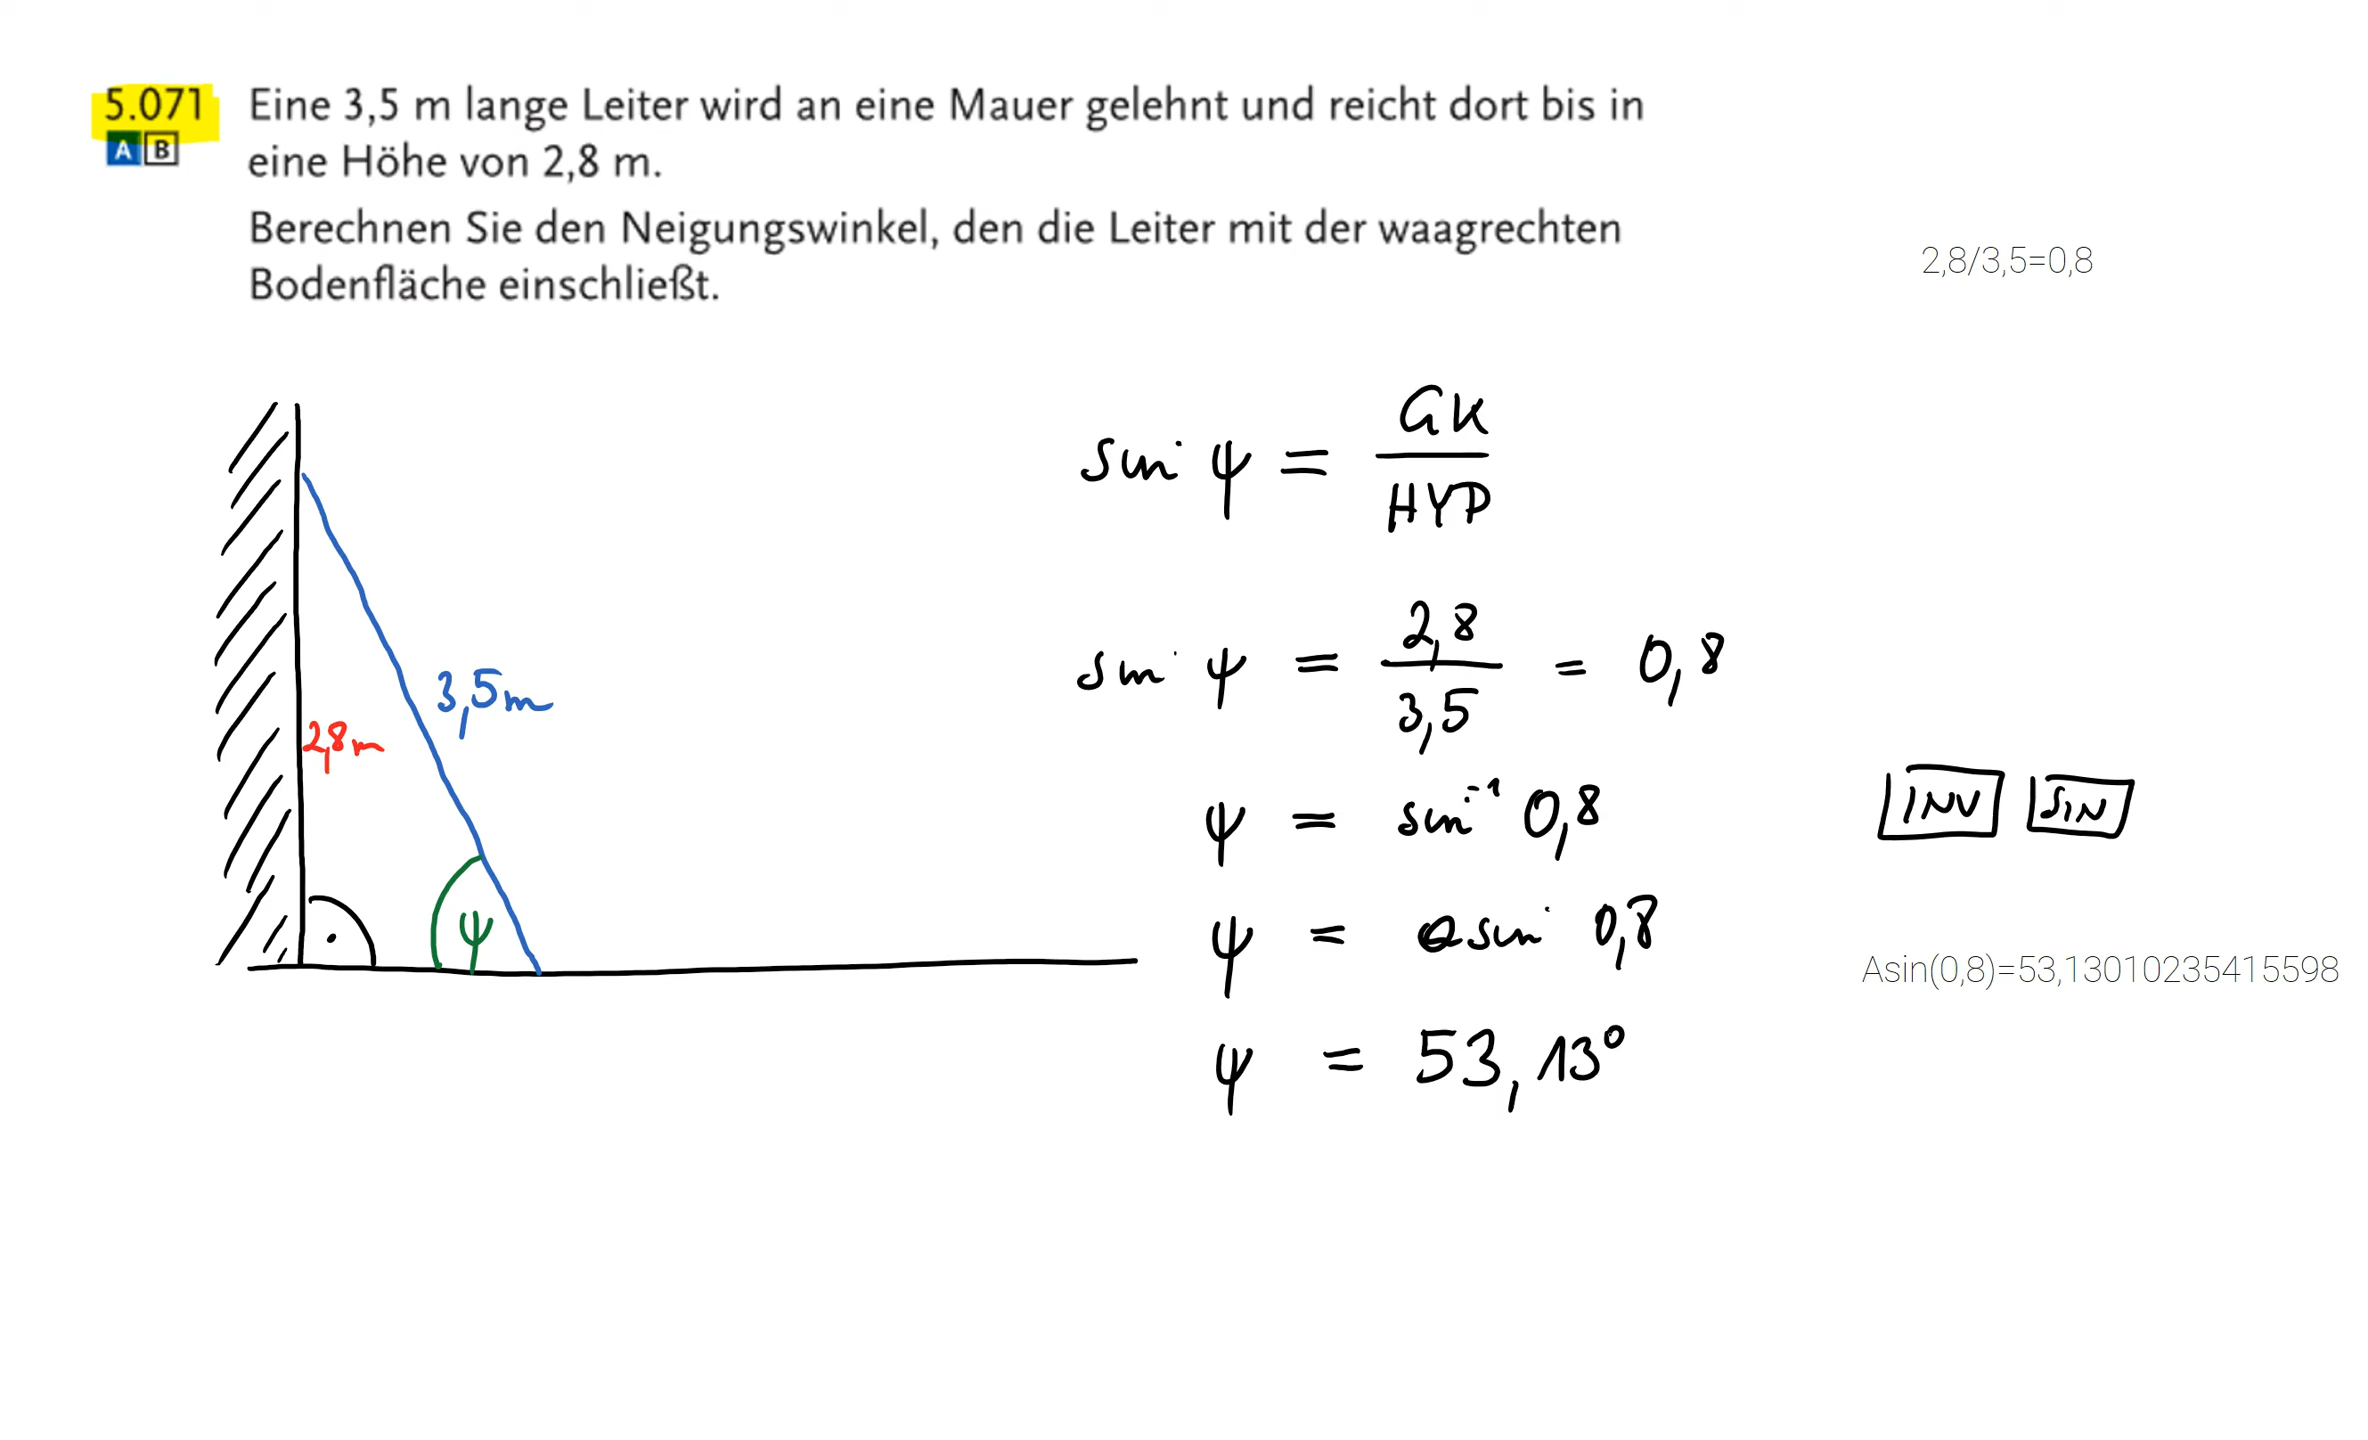 5.071 Eine 3,5 m lange Leiter wird an eine Mauer gelehnt und reicht dort bis in
A B eine Höhe von 2,8 m.
Berechnen Sie den Neigungswinkel, den die Leiter mit der waagrechten
Bodenfläche einschließt.
2,8/3,5=0,8
sin ψ = GK / HYP
sin ψ = 2,8 / 3,5 = 0,8
3,5m
2,8m
ψ
ψ = sin⁻¹ 0,8
INV SIN
ψ = asin 0,8
Asin(0,8)=53,13010235415598
ψ = 53,13°